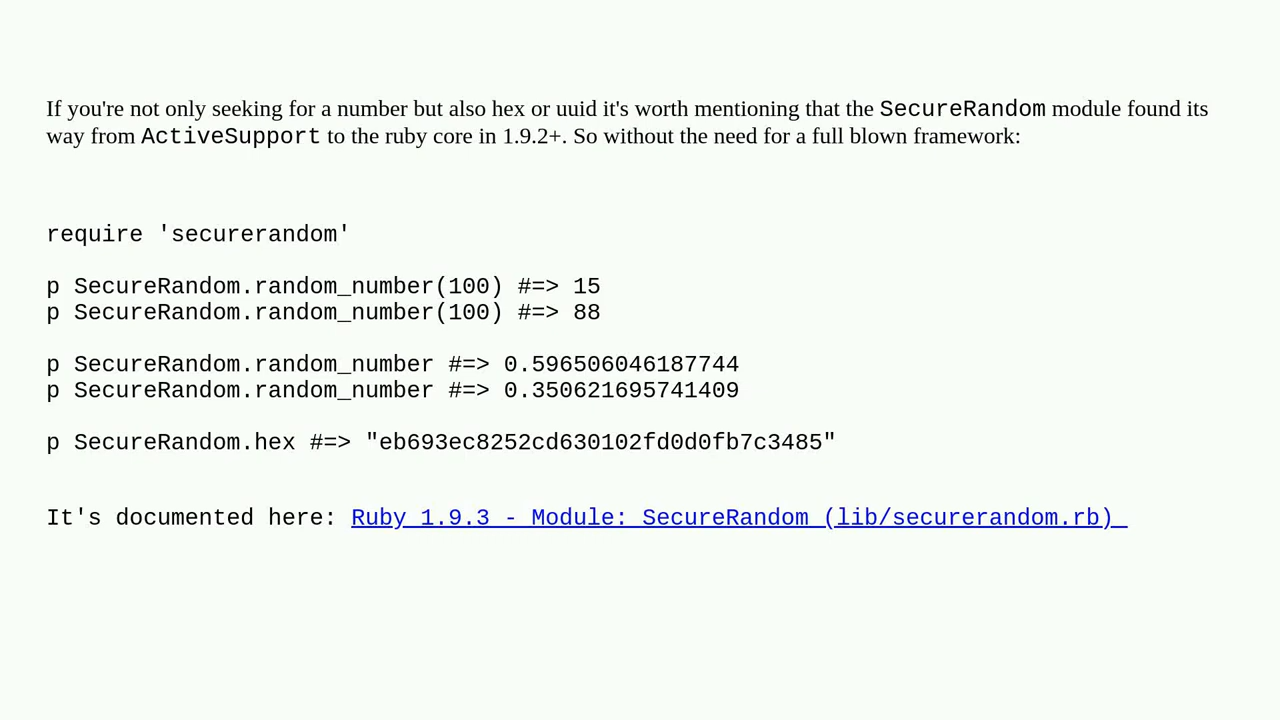 If you're not only seeking for a number but also hex or uuid it's worth mentioning that the SecureRandom module found its
way from ActiveSupport to the ruby core in 1.9.2+. So without the need for a full blown framework:
require 'securerandom'
p SecureRandom.random_number(100) #=> 15
p SecureRandom.random_number(100) #=> 88
p SecureRandom.random_number #=> 0.596506046187744
p SecureRandom.random_number #=> 0.350621695741409
p SecureRandom.hex #=> "eb693ec8252cd630102fd0d0fb7c3485"
It's documented here: Ruby 1.9.3 - Module: SecureRandom (lib/securerandom.rb)